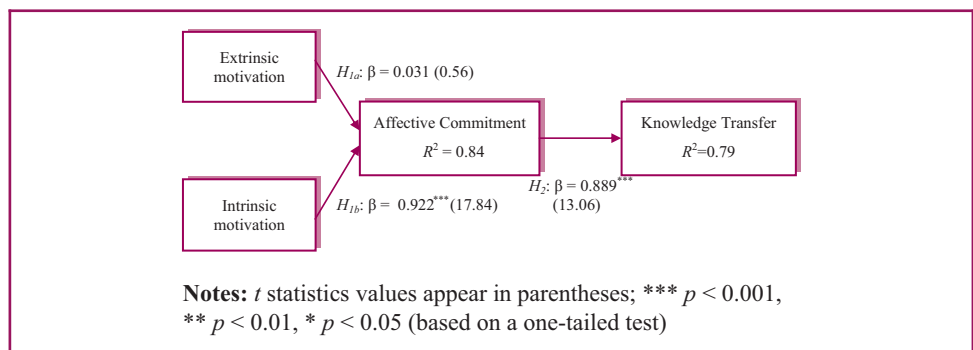 Extrinsic
motivation
H1a: β = 0.031 (0.56)
Affective Commitment
R² = 0.84
Knowledge Transfer
R²=0.79
H2: β = 0.889***
(13.06)
Intrinsic
motivation
H1b: β = 0.922***(17.84)
Notes: t statistics values appear in parentheses; *** p < 0.001,
** p < 0.01, * p < 0.05 (based on a one-tailed test)